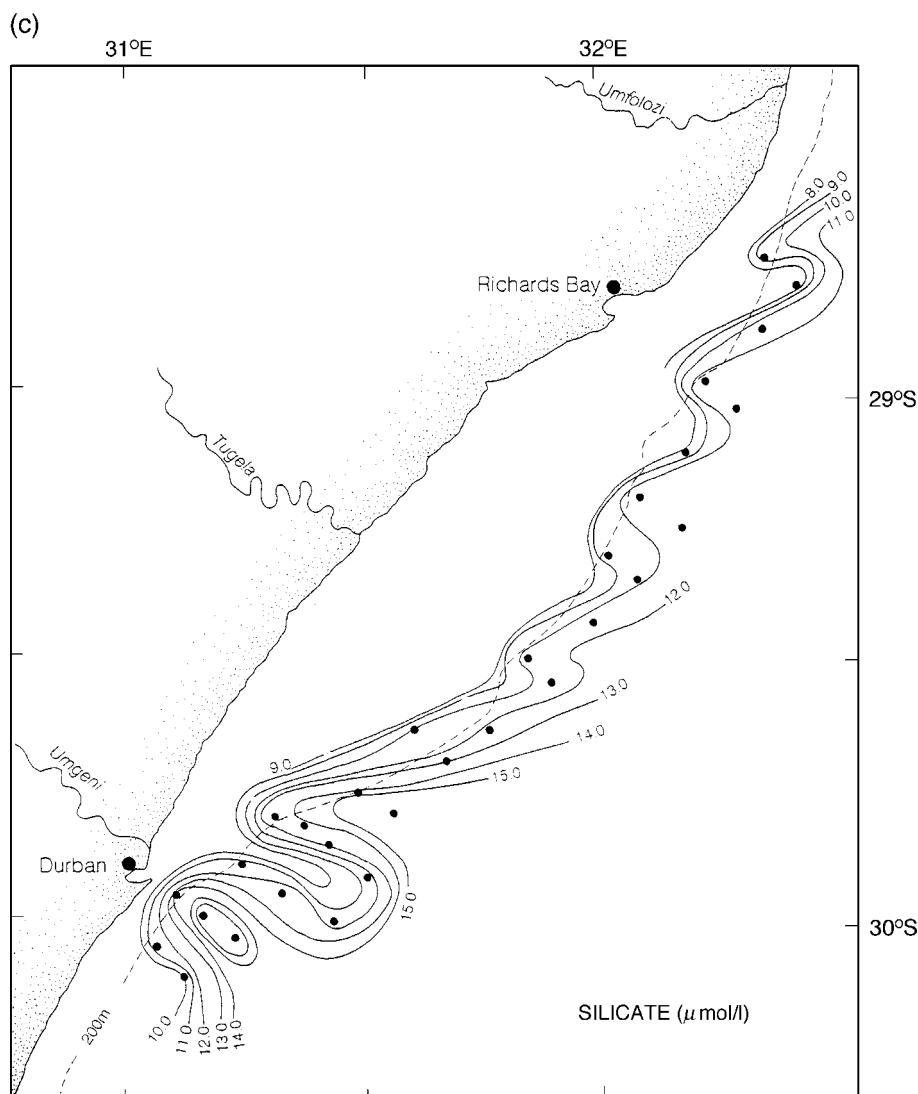 (c)
31°E
32°E
Umfolozi
8.0
9.0
10.0
11.0
Richards Bay
29°S
Tugela
12.0
13.0
14.0
15.0
9.0
Umgeni
Durban
15.0
30°S
200m
10.0
11.0
12.0
13.0
14.0
SILICATE (μ mol/l)